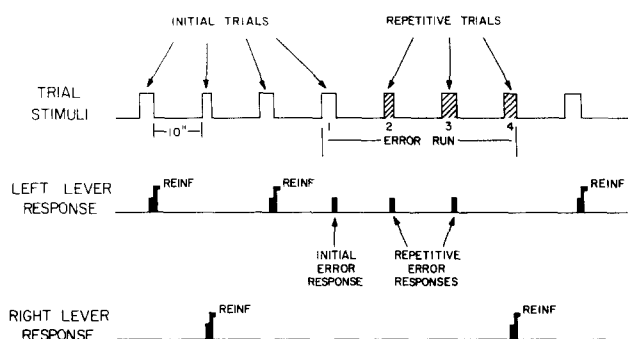 INITIAL TRIALS
REPETITIVE TRIALS
TRIAL
STIMULI
10"
1
2
3
4
ERROR RUN
LEFT LEVER
RESPONSE
REINF
REINF
REINF
INITIAL
ERROR
RESPONSE
REPETITIVE
ERROR
RESPONSES
RIGHT LEVER
RESPONSE
REINF
REINF